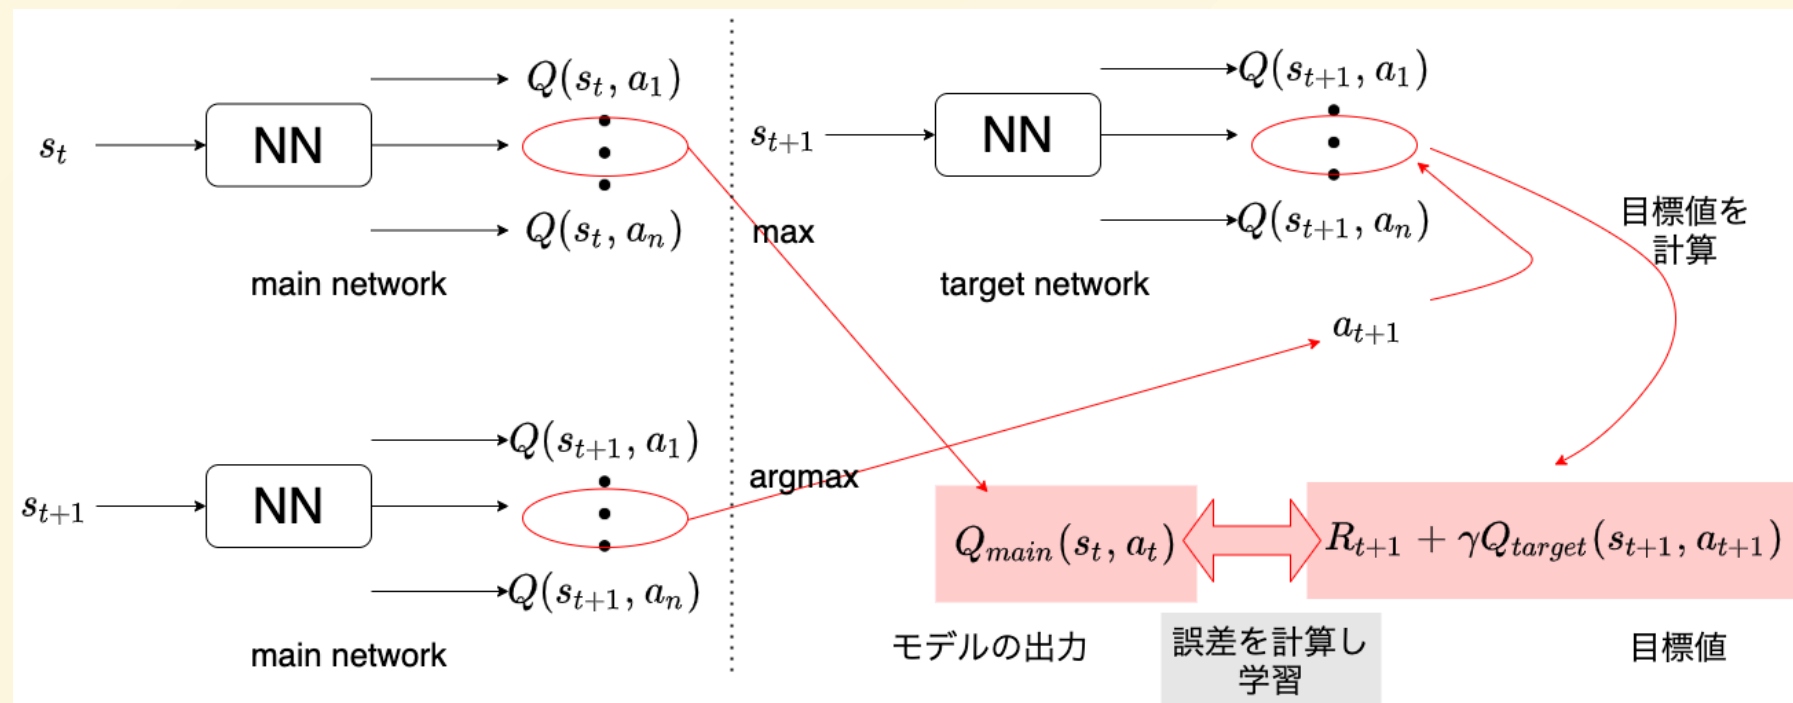 s_t
NN
Q(s_t, a_1)
Q(s_t, a_n)
main network
s_{t+1}
NN
Q(s_{t+1}, a_1)
Q(s_{t+1}, a_n)
target network
max
目標値を
計算
a_{t+1}
s_{t+1}
NN
Q(s_{t+1}, a_1)
Q(s_{t+1}, a_n)
main network
argmax
Q_{main}(s_t, a_t)
R_{t+1} + γQ_{target}(s_{t+1}, a_{t+1})
モデルの出力
誤差を計算し
学習
目標値